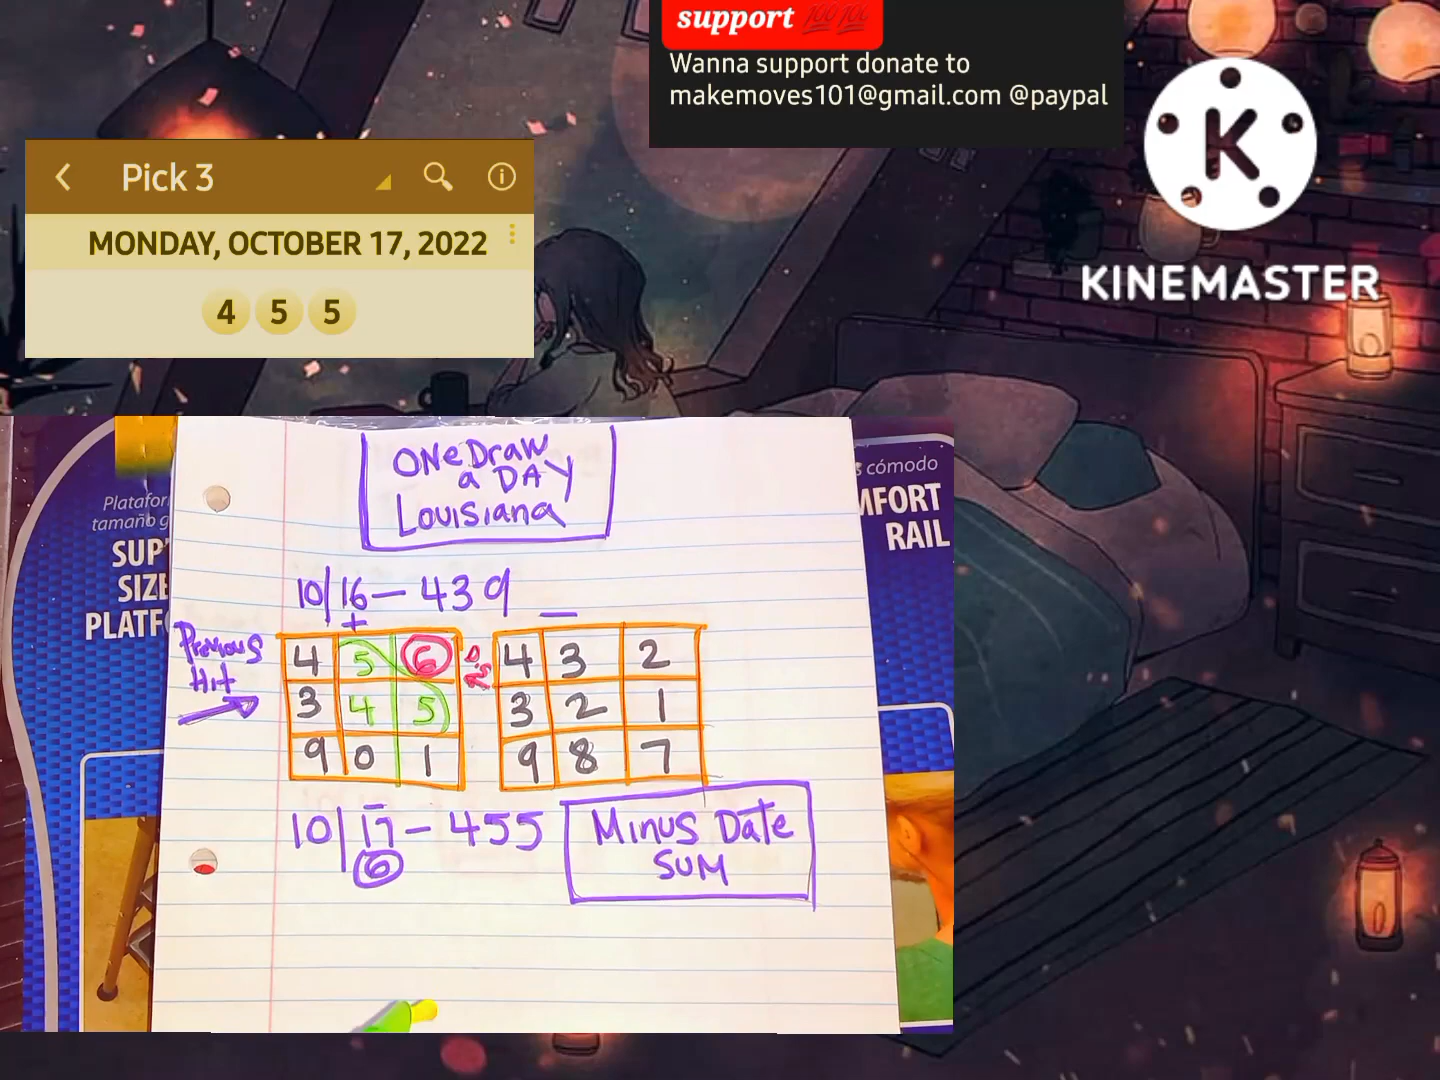 support 💯💯
Wanna support donate to
makemoves101@gmail.com @paypal
K
KINEMASTER
Pick 3
MONDAY, OCTOBER 17, 2022
4 5 5
Platafor
tamaño g
SUP
SIZE
PLATF
s cómodo
MFORT
RAIL
ONe Draw
a DAY
Louisiana
10/16 - 439
+ -
Previous
Hit
4 5 6
3 4 5
9 0 1
4 3 2
3 2 1
9 8 7
10/17 - 455
6
Minus Date
SUM